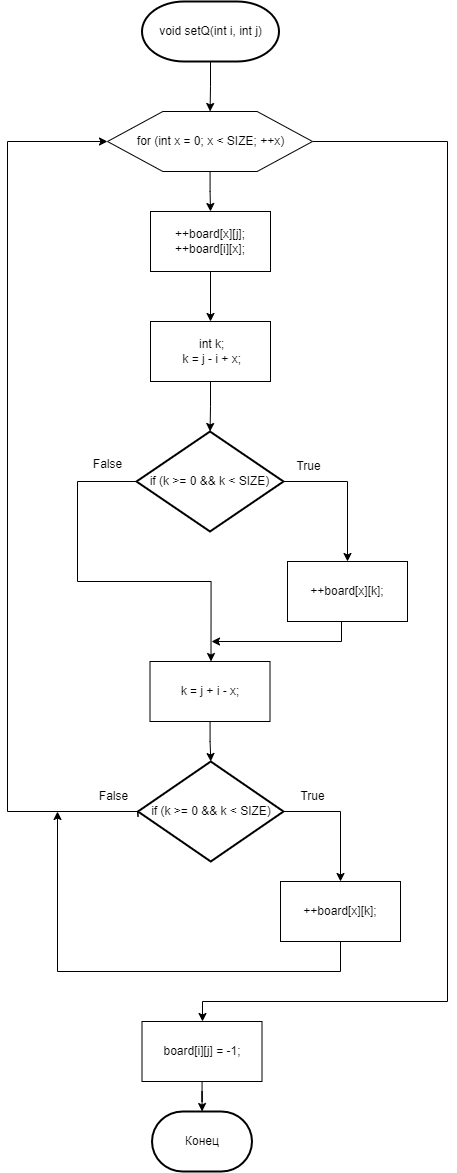 void setQ(int i, int j)
for (int x = 0; x < SIZE; ++x)
++board[x][j];
++board[i][x];
int k;
k = j - i + x;
False
True
if (k >= 0 && k < SIZE)
++board[x][k];
k = j + i - x;
False
True
if (k >= 0 && k < SIZE)
++board[x][k];
board[i][j] = -1;
Конец